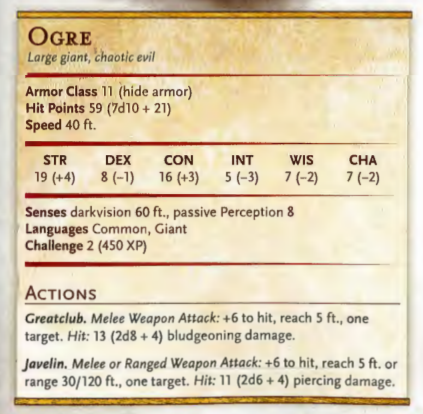 OGRE
Large giant, chaotic evil
Armor Class 11 (hide armor)
Hit Points 59 (7d10 + 21)
Speed 40 ft.
STR DEX CON INT WIS CHA
19 (+4) 8 (–1) 16 (+3) 5 (–3) 7 (–2) 7 (–2)
Senses darkvision 60 ft., passive Perception 8
Languages Common, Giant
Challenge 2 (450 XP)
ACTIONS
Greatclub. Melee Weapon Attack: +6 to hit, reach 5 ft., one
target. Hit: 13 (2d8 + 4) bludgeoning damage.
Javelin. Melee or Ranged Weapon Attack: +6 to hit, reach 5 ft. or
range 30/120 ft., one target. Hit: 11 (2d6 + 4) piercing damage.